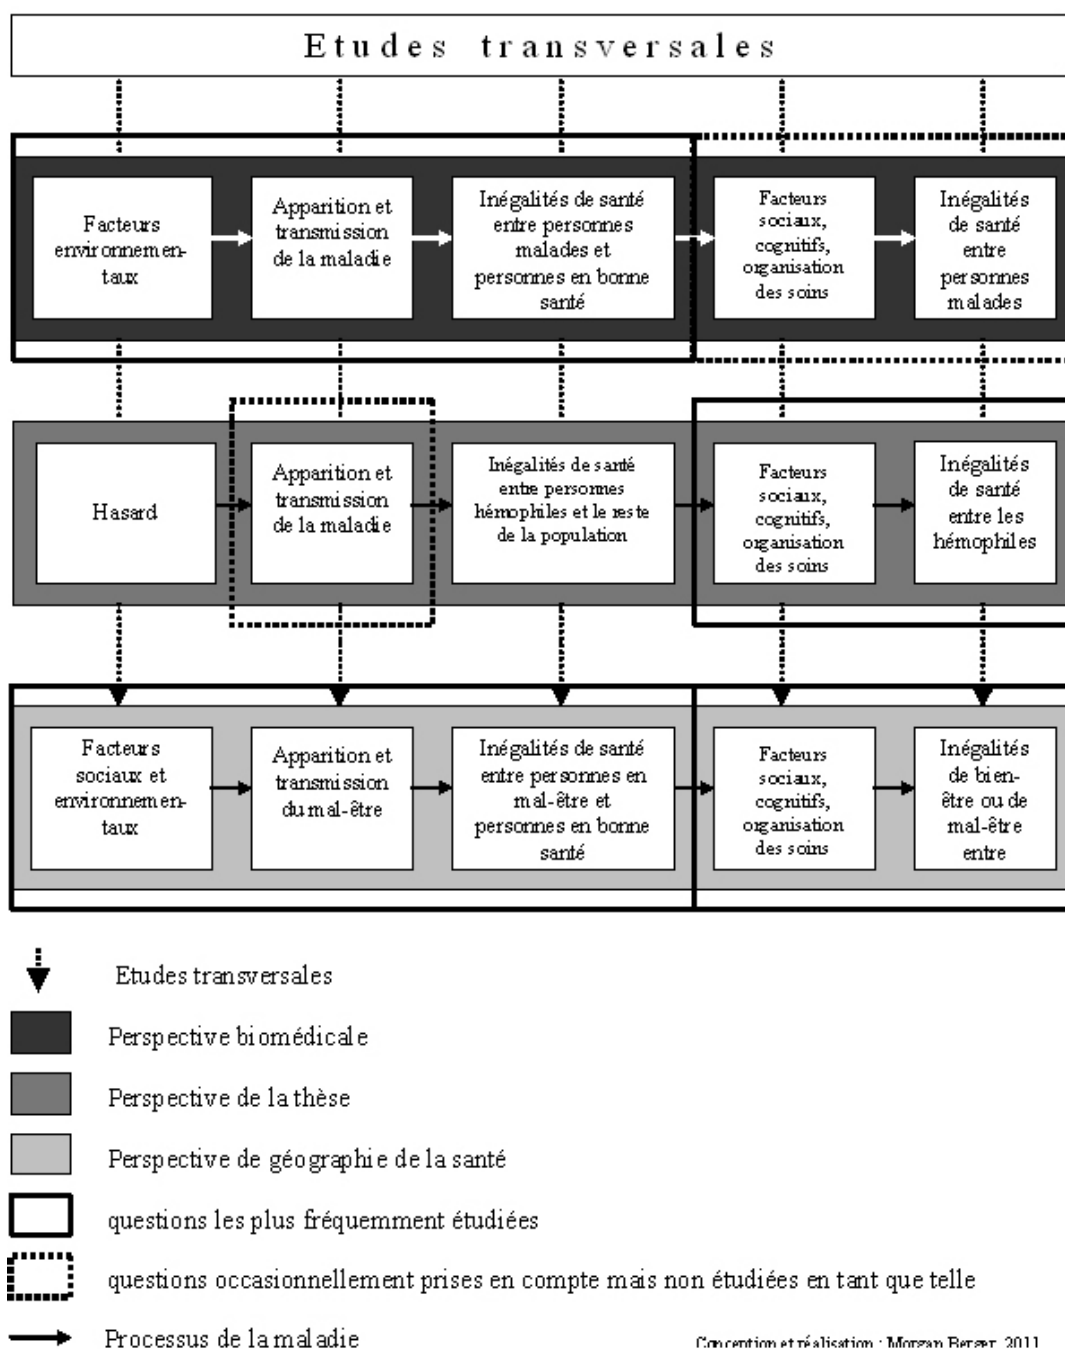 Etudes transversales
Facteurs
environnemen-
taux
Apparition et
transmission
de la maladie
Inégalités de santé
entre personnes
malades et
personnes en bonne
santé
Facteurs
sociaux,
cognitifs,
organisation
des soins
Inégalités
de santé
entre
personnes
malades
Hasard
Apparition et
transmission
de la maladie
Inégalités de santé
entre personnes
hémophiles et le reste
de la population
Facteurs
sociaux,
cognitifs,
organisation
des soins
Inégalités
de santé
entre les
hémophiles
Facteurs
sociaux et
environnemen-
taux
Apparition et
transmission
du mal-être
Inégalités de santé
entre personnes en
mal-être et
personnes en bonne
santé
Facteurs
sociaux,
cognitifs,
organisation
des soins
Inégalités
de bien-
être ou de
mal-être
entre
Etudes transversales
Perspective biomédicale
Perspective de la thèse
Perspective de géographie de la santé
questions les plus fréquemment étudiées
questions occasionnellement prises en compte mais non étudiées en tant que telle
Processus de la maladie
Conception et réalisation : Morgan Berger, 2011